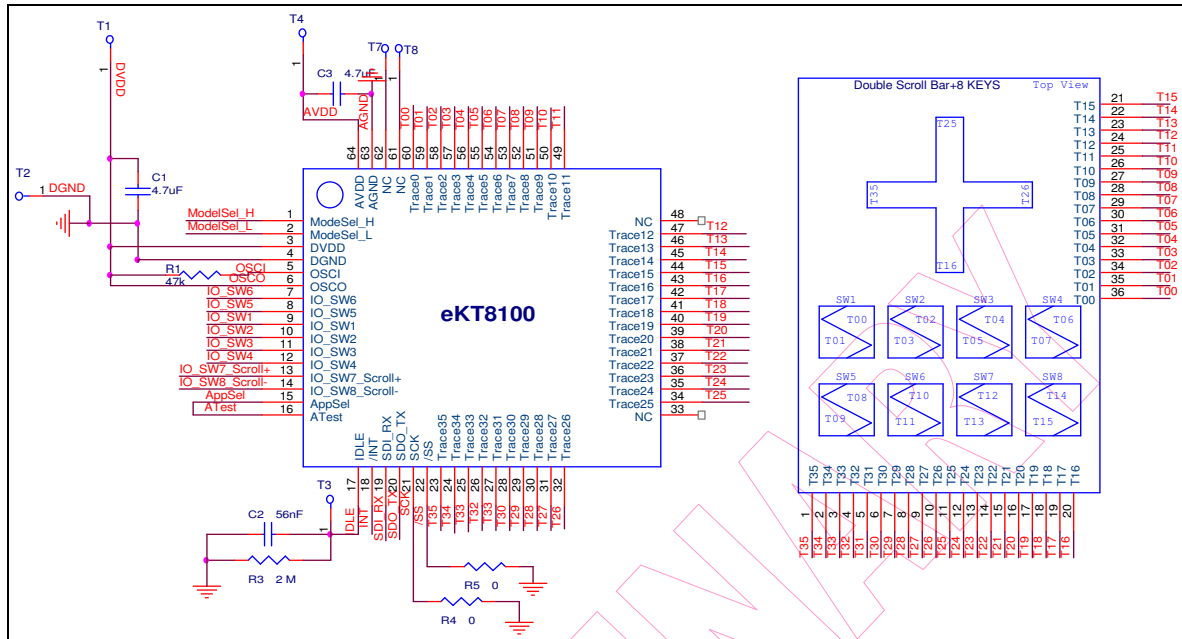 T1
T4
T7
T8
1
DVDD
1
C3
4.7uF
1
1
AVDD
AGND
T00
T01
T02
T03
T04
T05
T06
T07
T08
T09
T10
T11
64
63
62
61
60
59
58
57
56
55
54
53
52
51
50
49
AVDD
AGND
NC
NC
Trace0
Trace1
Trace2
Trace3
Trace4
Trace5
Trace6
Trace7
Trace8
Trace9
Trace10
Trace11
T2
1
DGND
C1
4.7uF
R1
47k
OSCI
OSCO
ModelSel_H 1 ModeSel_H
ModelSel_L 2 ModeSel_L
3 DVDD
4 DGND
5 OSCI
6 OSCO
IO_SW6 7 IO_SW6
IO_SW5 8 IO_SW5
IO_SW1 9 IO_SW1
IO_SW2 10 IO_SW2
IO_SW3 11 IO_SW3
IO_SW4 12 IO_SW4
IO_SW7_Scroll+ 13 IO_SW7_Scroll+
IO_SW8_Scroll- 14 IO_SW8_Scroll-
AppSel 15 AppSel
ATest 16 ATest
eKT8100
NC 48
Trace12 47 T12
Trace13 46 T13
Trace14 45 T14
Trace15 44 T15
Trace16 43 T16
Trace17 42 T17
Trace18 41 T18
Trace19 40 T19
Trace20 39 T20
Trace21 38 T21
Trace22 37 T22
Trace23 36 T23
Trace24 35 T24
Trace25 34 T25
NC 33
IDLE
/INT
SDI_RX
SDO_TX
SCK
/SS
Trace35
Trace34
Trace33
Trace32
Trace31
Trace30
Trace29
Trace28
Trace27
Trace26
17
18
19
20
21
22
23
24
25
26
27
28
29
30
31
32
IDLE
INT
SDI_RX
SDO_TX
SCK
/SS
T35
T34
T33
T32
T33
T30
T29
T28
T27
T26
T3
1
C2 56nF
R3 2 M
R5 0
R4 0
Double Scroll Bar+8 KEYS Top View
T25
T35
T26
T16
T15 21 T15
T14 22 T14
T13 23 T13
T12 24 T12
T11 25 T11
T10 26 T10
T09 27 T09
T08 28 T08
T07 29 T07
T06 30 T06
T05 31 T05
T04 32 T04
T03 33 T03
T02 34 T02
T01 35 T01
T00 36 T00
SW1 SW2 SW3 SW4
T00 T02 T04 T06
T01 T03 T05 T07
SW5 SW6 SW7 SW8
T08 T10 T12 T14
T09 T11 T13 T15
T35
T34
T33
T32
T31
T30
T29
T28
T27
T26
T25
T24
T23
T22
T21
T20
T19
T18
T17
T16
1
2
3
4
5
6
7
8
9
10
11
12
13
14
15
16
17
18
19
20
T35
T34
T33
T32
T31
T30
T29
T28
T27
T26
T25
T24
T23
T22
T21
T20
T19
T18
T17
T16